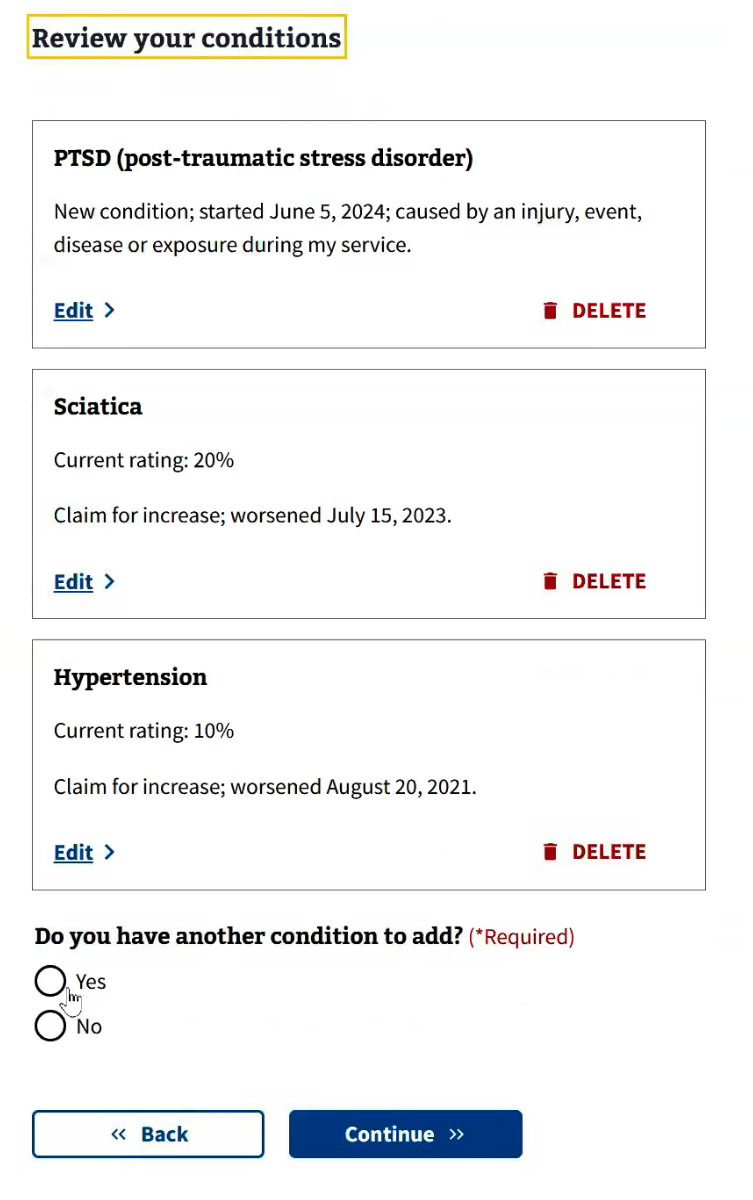 Review your conditions
PTSD (post-traumatic stress disorder)
New condition; started June 5, 2024; caused by an injury, event,
disease or exposure during my service.
Edit
DELETE
Sciatica
Current rating: 20%
Claim for increase; worsened July 15, 2023.
Edit
DELETE
Hypertension
Current rating: 10%
Claim for increase; worsened August 20, 2021.
Edit
DELETE
Do you have another condition to add? (*Required)
Yes
No
Back
Continue